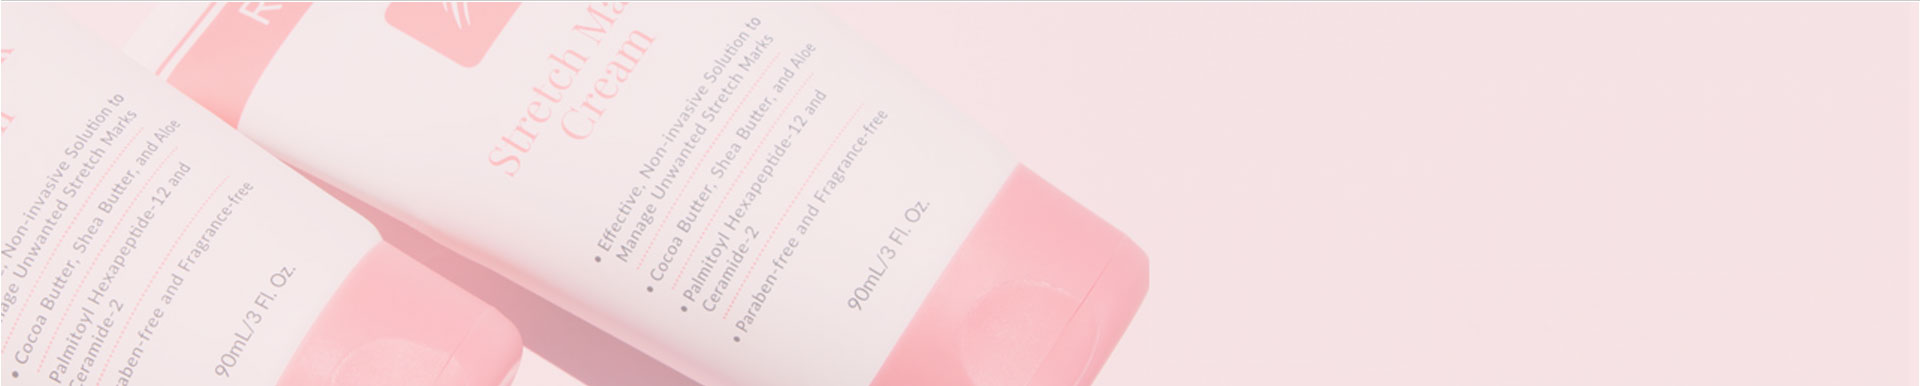 R
Stretch Ma
Cream
• Effective, Non-invasive Solution to
Manage Unwanted Stretch Marks
• Cocoa Butter, Shea Butter, and Aloe
• Palmitoyl Hexapeptide-12 and
Ceramide-2
• Paraben-free and Fragrance-free
90mL/3 Fl. Oz.
Non-invasive Solution to
Unwanted Stretch Marks
• Cocoa Butter, Shea Butter, and Aloe
Palmitoyl Hexapeptide-12 and
eramide-2
aben-free and Fragrance-free
90mL/3 Fl. Oz.